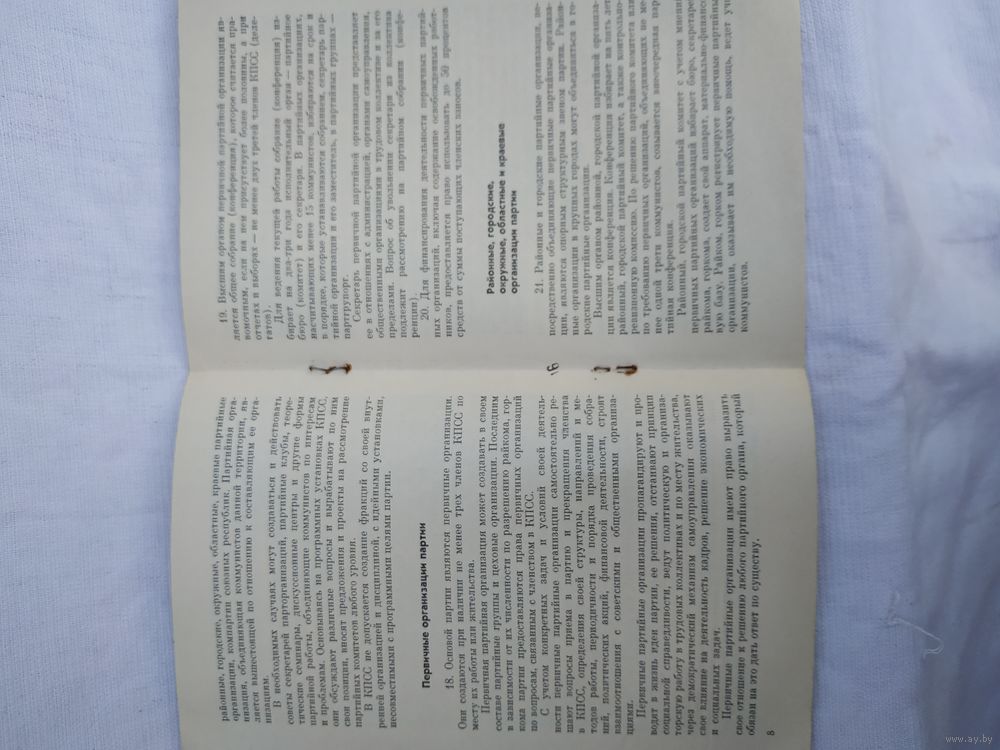 районные, городские, окружные, областные, краевые партийные
организации, компартии союзных республик. Партийная орга-
низация, объединяющая коммунистов данной территории, яв-
ляется вышестоящей по отношению к составляющим ее орга-
низациям.
В необходимых случаях могут создаваться и действовать
советы секретарей парторганизаций, партийные клубы, теоре-
тические семинары, дискуссионные центры и другие формы
партийной работы, объединяющие коммунистов по интересам
и проблемам. Основываясь на программных установках КПСС,
они обсуждают различные вопросы и вырабатывают по ним
свои позиции, вносят предложения и проекты на рассмотрение
партийных комитетов любого уровня.
В КПСС не допускается создание фракций со своей внут-
ренней организацией и дисциплиной, с идейными установками,
несовместимыми с программными целями партии.
Первичные организации партии
18. Основой партии являются первичные организации.
Они создаются при наличии не менее трех членов КПСС по
месту их работы или жительства.
Первичная партийная организация может создавать в своем
составе партийные группы и цеховые организации. Последним
в зависимости от их численности по разрешению райкома, гор-
кома партии предоставляются права первичных организаций
по вопросам, связанным с членством в КПСС.
С учетом конкретных задач и условий своей деятель-
ности первичные партийные организации самостоятельно ре-
шают вопросы приема в партию и прекращения членства
в КПСС, определения своей структуры, направлений и ме-
тодов работы, периодичности и порядка проведения собра-
ний, политических акций, финансовой деятельности, строят
взаимоотношения с советскими и общественными организа-
циями.
Первичные партийные организации пропагандируют и про-
водят в жизнь идеи партии, ее решения, отстаивают принцип
социальной справедливости, ведут политическую и организа-
торскую работу в трудовых коллективах и по месту жительства,
через демократический механизм самоуправления оказывают
свое влияние на деятельность кадров, решение экономических
и социальных задач.
Первичные партийные организации имеют право выразить
свое отношение к решению любого партийного органа, который
обязан на это дать ответ по существу.
8
19. Высшим органом первичной партийной организации яв-
ляется общее собрание (конференция), которое считается пра-
вомочным, если на нем присутствует более половины, а при
отчетах и выборах — не менее двух третей членов КПСС (деле-
гатов).
Для ведения текущей работы собрание (конференция) из-
бирает на два-три года исполнительный орган — партийное
бюро (комитет) и его секретаря. В партийных организациях,
насчитывающих менее 15 коммунистов, избираются на срок и
в порядке, которые устанавливаются собранием, секретарь пар-
тийной организации и его заместитель, в партийных группах —
партгрупорг.
Секретарь первичной партийной организации представляет
ее в отношениях с администрацией, органами самоуправления,
общественными организациями в трудовом коллективе и за его
пределами. Вопрос об увольнении секретаря из коллектива
подлежит рассмотрению на партийном собрании (конфе-
ренции).
20. Для финансирования деятельности первичных партий-
ных организаций, включая содержание освобожденных работ-
ников, предоставляется право использовать до 50 процентов
средств от суммы поступающих членских взносов.
Районные, городские,
окружные, областные и краевые
организации партии
21. Районные и городские партийные организации, не-
посредственно объединяющие первичные партийные организа-
ции, являются опорным структурным звеном партии. Район-
ные организации в крупных городах могут объединяться в го-
родские партийные организации.
Высшим органом районной, городской партийной организа-
ции является конференция. Конференция избирает на пять лет
районный, городской партийный комитет, а также контрольно-
ревизионную комиссию. По решению партийного комитета или
по требованию первичных организаций, объединяющих не ме-
нее одной трети коммунистов, созывается внеочередная пар-
тийная конференция.
Районный, городской партийный комитет с учетом мнения
первичных партийных организаций избирает бюро, секретарей
райкома, горкома, создает свой аппарат, материально-финансо-
вую базу. Райком, горком регистрирует первичные партийные
организации, оказывает им необходимую помощь, ведет учет
коммунистов.
16
www.ay.by